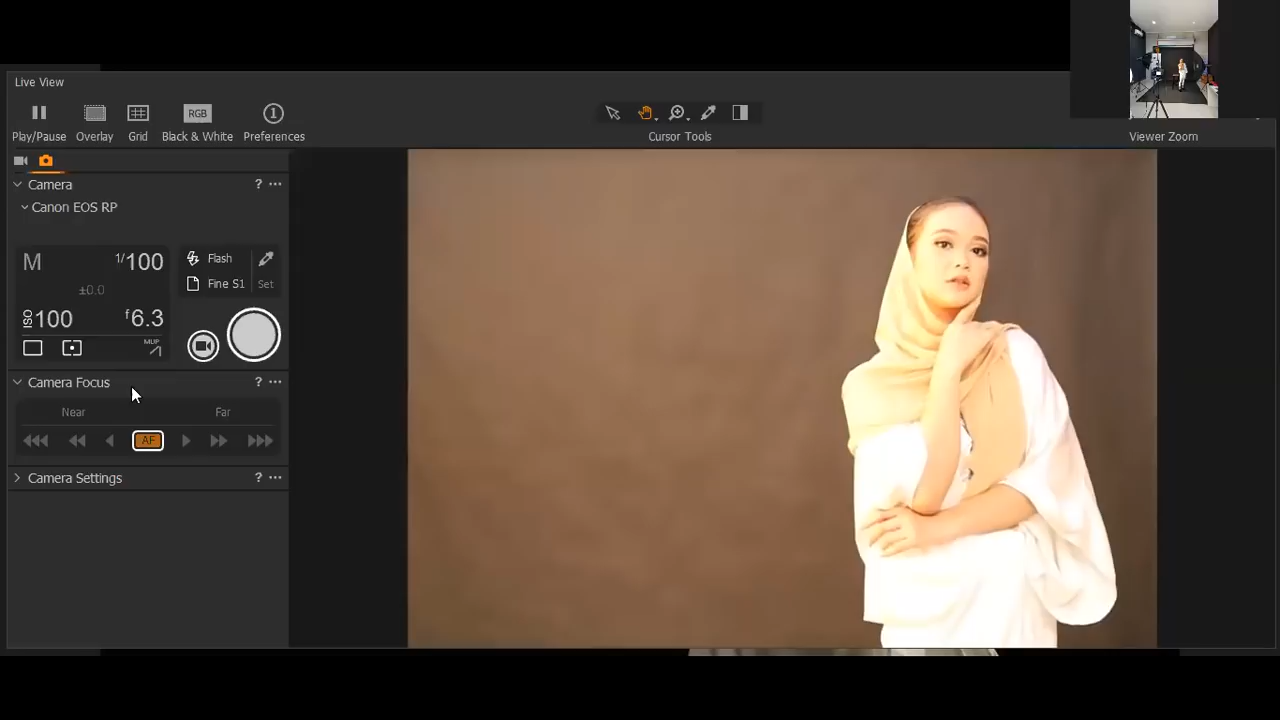 Live View
Play/Pause
Overlay
Grid
RGB
Black & White
Preferences
Cursor Tools
Viewer Zoom
Camera
? ...
Canon EOS RP
M
1/100
Flash
±0.0
Fine S1
Set
ISO 100
f6.3
MUP
Camera Focus
? ...
Near
Far
AF
Camera Settings
? ...